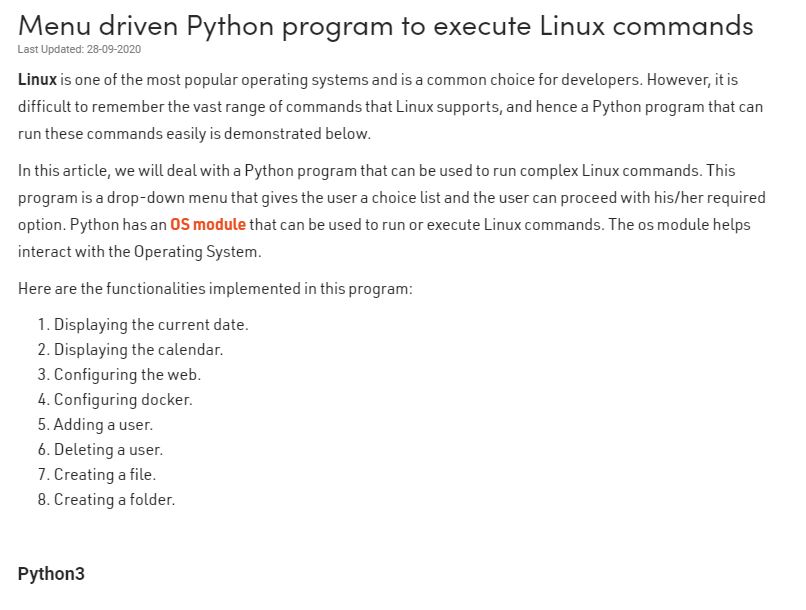 Menu driven Python program to execute Linux commands
Last Updated: 28-09-2020
Linux is one of the most popular operating systems and is a common choice for developers. However, it is
difficult to remember the vast range of commands that Linux supports, and hence a Python program that can
run these commands easily is demonstrated below.
In this article, we will deal with a Python program that can be used to run complex Linux commands. This
program is a drop-down menu that gives the user a choice list and the user can proceed with his/her required
option. Python has an OS module that can be used to run or execute Linux commands. The os module helps
interact with the Operating System.
Here are the functionalities implemented in this program:
1. Displaying the current date.
2. Displaying the calendar.
3. Configuring the web.
4. Configuring docker.
5. Adding a user.
6. Deleting a user.
7. Creating a file.
8. Creating a folder.
Python3